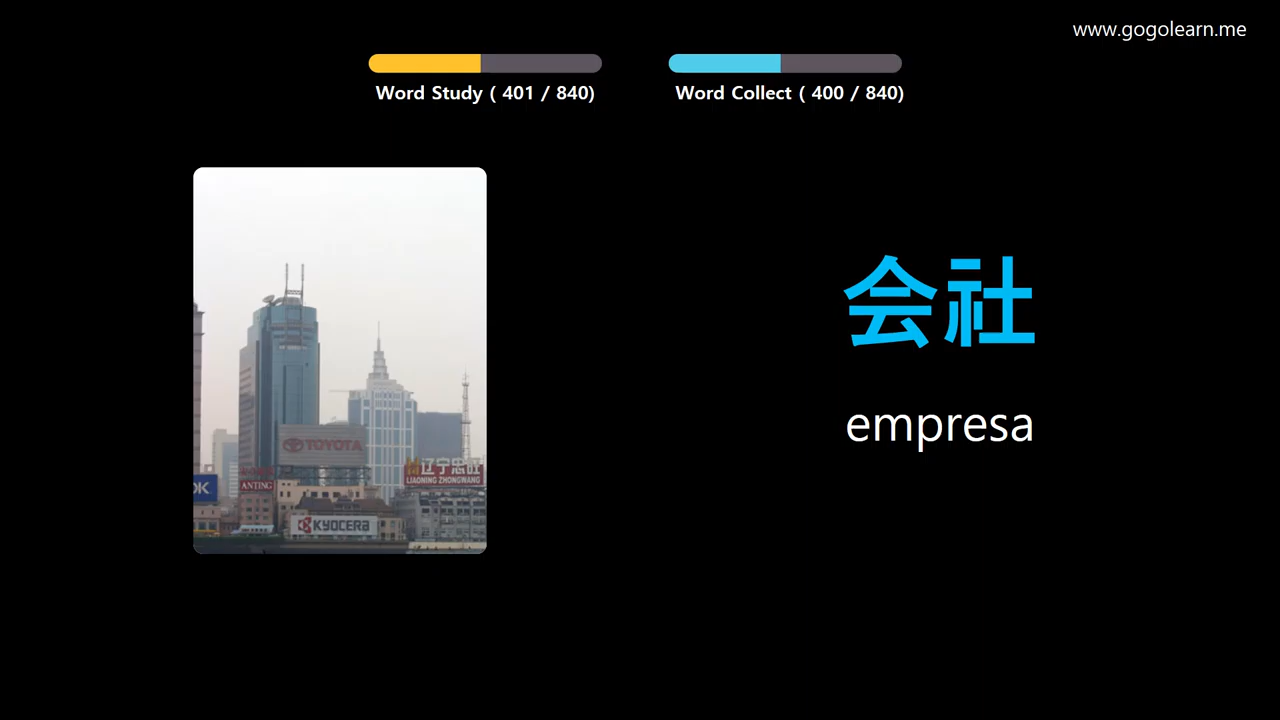 www.gogolearn.me
Word Study ( 401 / 840)
Word Collect ( 400 / 840)
会社
empresa
TOYOTA
辽宁忠旺
LIAONING ZHONGWANG
ANTING
OK
KYOCERA